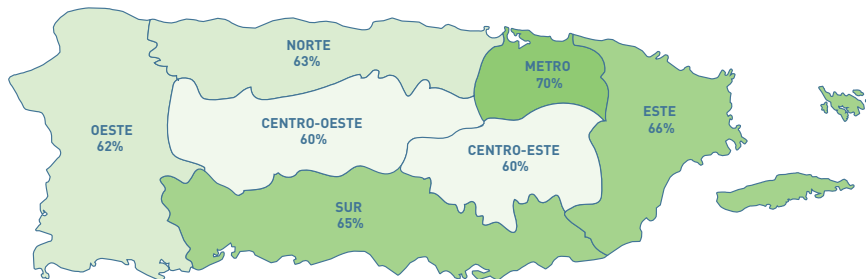 NORTE
63%
METRO
70%
ESTE
66%
OESTE
62%
CENTRO-OESTE
60%
CENTRO-ESTE
60%
SUR
65%